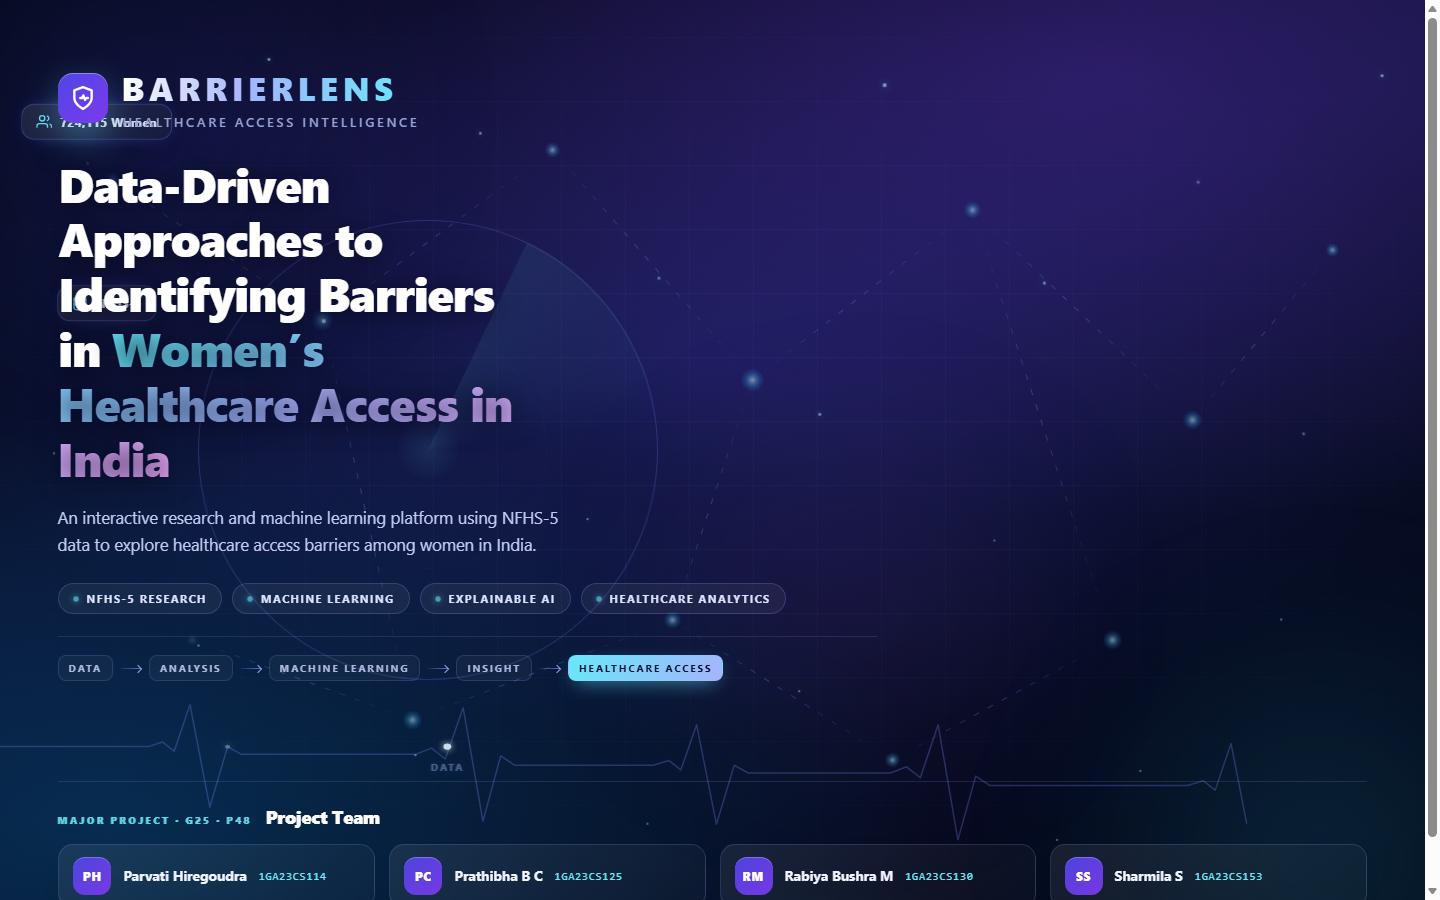 BARRIERLENS
724,115 Women
HEALTHCARE ACCESS INTELLIGENCE
Data-Driven
Approaches to
Identifying Barriers
in Women′s
Healthcare Access in
India
An interactive research and machine learning platform using NFHS-5
data to explore healthcare access barriers among women in India.
NFHS-5 RESEARCH
MACHINE LEARNING
EXPLAINABLE AI
HEALTHCARE ANALYTICS
DATA
ANALYSIS
MACHINE LEARNING
INSIGHT
HEALTHCARE ACCESS
DATA
MAJOR PROJECT · G25 · P48 Project Team
PH Parvati Hiregoudra 1GA23CS114
PC Prathibha B C 1GA23CS125
RM Rabiya Bushra M 1GA23CS130
SS Sharmila S 1GA23CS153